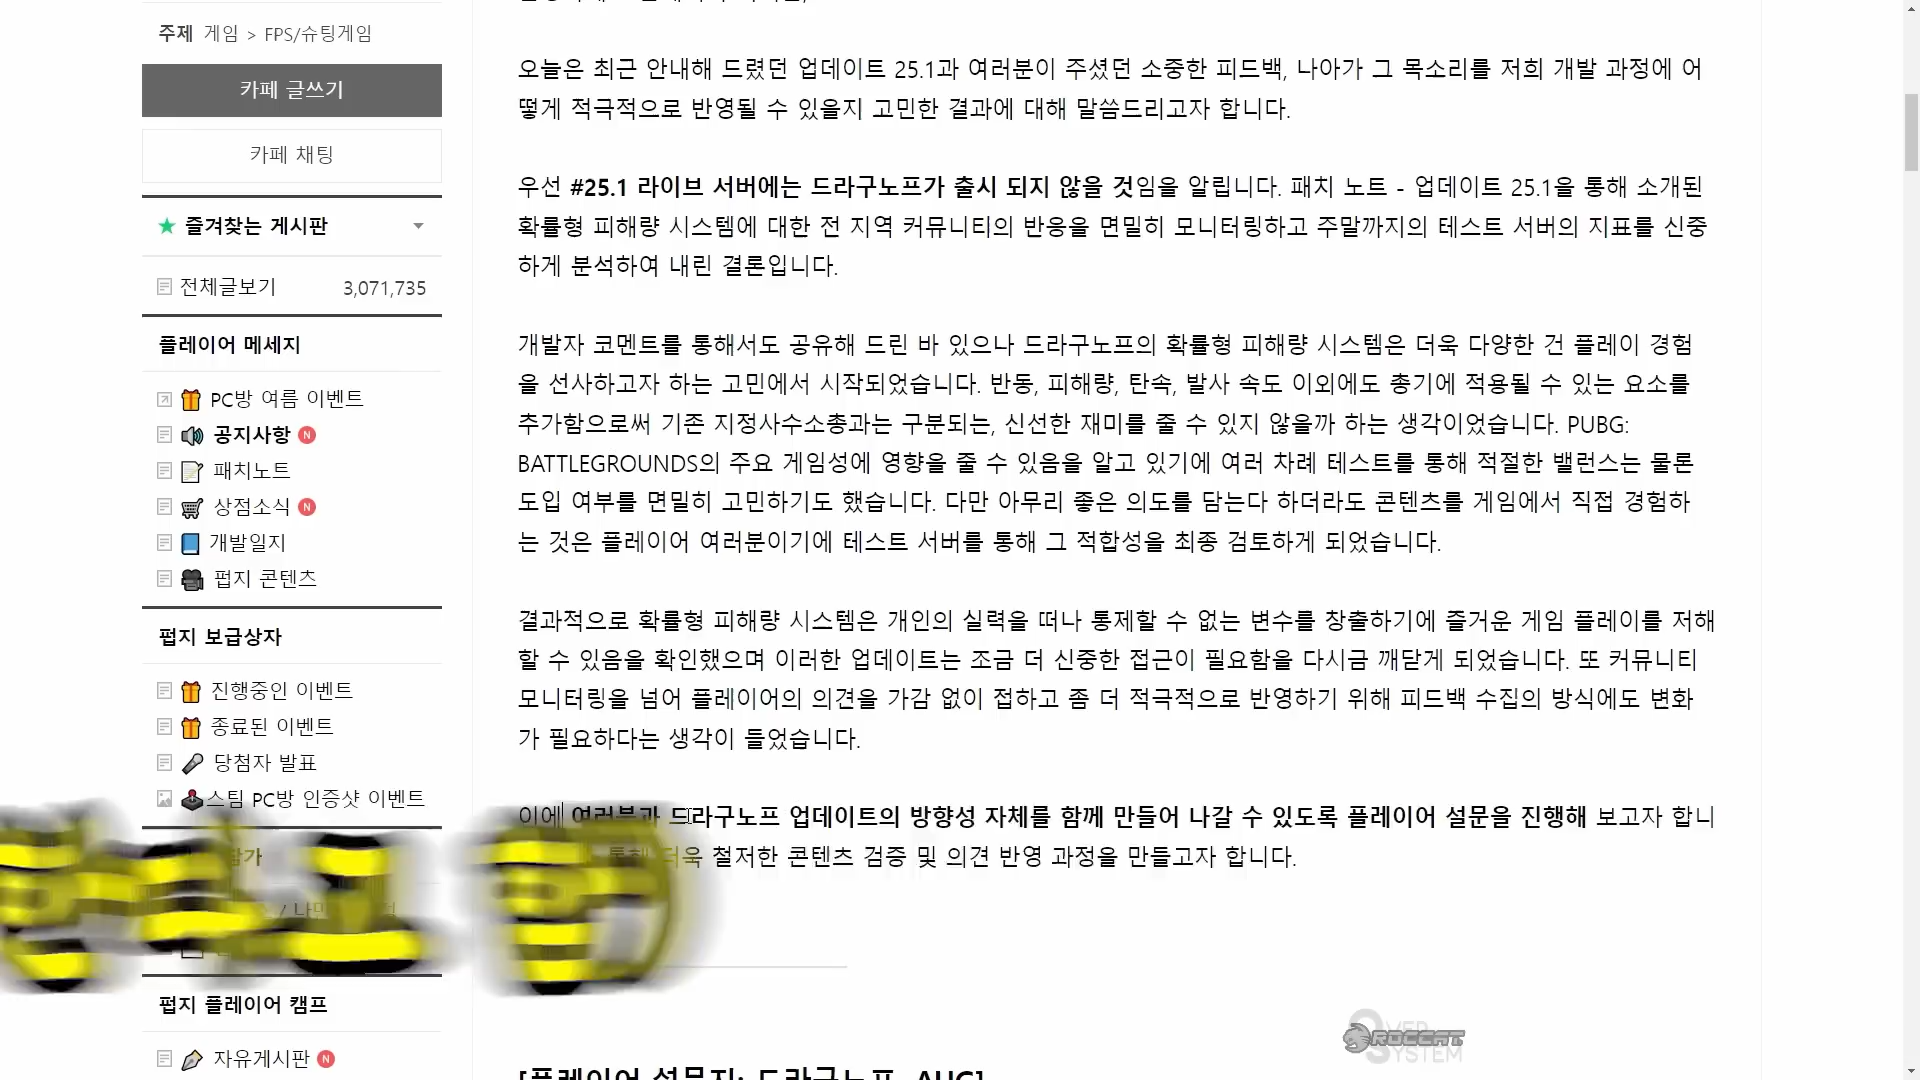 주제 게임 > FPS/슈팅게임
카페 글쓰기
카페 채팅
즐겨찾는 게시판
전체글보기 3,071,735
플레이어 메세지
PC방 여름 이벤트
공지사항 N
패치노트
상점소식 N
개발일지
펍지 콘텐츠
펍지 보급상자
진행중인 이벤트
종료된 이벤트
당첨자 발표
스팀 PC방 인증샷 이벤트
펍지 플레이어 캠프
자유게시판 N
오늘은 최근 안내해 드렸던 업데이트 25.1과 여러분이 주셨던 소중한 피드백, 나아가 그 목소리를 저희 개발 과정에 어
떻게 적극적으로 반영될 수 있을지 고민한 결과에 대해 말씀드리고자 합니다.
우선 #25.1 라이브 서버에는 드라구노프가 출시 되지 않을 것임을 알립니다. 패치 노트 - 업데이트 25.1을 통해 소개된
확률형 피해량 시스템에 대한 전 지역 커뮤니티의 반응을 면밀히 모니터링하고 주말까지의 테스트 서버의 지표를 신중
하게 분석하여 내린 결론입니다.
개발자 코멘트를 통해서도 공유해 드린 바 있으나 드라구노프의 확률형 피해량 시스템은 더욱 다양한 건 플레이 경험
을 선사하고자 하는 고민에서 시작되었습니다. 반동, 피해량, 탄속, 발사 속도 이외에도 총기에 적용될 수 있는 요소를
추가함으로써 기존 지정사수소총과는 구분되는, 신선한 재미를 줄 수 있지 않을까 하는 생각이었습니다. PUBG:
BATTLEGROUNDS의 주요 게임성에 영향을 줄 수 있음을 알고 있기에 여러 차례 테스트를 통해 적절한 밸런스는 물론
도입 여부를 면밀히 고민하기도 했습니다. 다만 아무리 좋은 의도를 담는다 하더라도 콘텐츠를 게임에서 직접 경험하
는 것은 플레이어 여러분이기에 테스트 서버를 통해 그 적합성을 최종 검토하게 되었습니다.
결과적으로 확률형 피해량 시스템은 개인의 실력을 떠나 통제할 수 없는 변수를 창출하기에 즐거운 게임 플레이를 저해
할 수 있음을 확인했으며 이러한 업데이트는 조금 더 신중한 접근이 필요함을 다시금 깨닫게 되었습니다. 또 커뮤니티
모니터링을 넘어 플레이어의 의견을 가감 없이 접하고 좀 더 적극적으로 반영하기 위해 피드백 수집의 방식에도 변화
가 필요하다는 생각이 들었습니다.
이에 여러분과 드라구노프 업데이트의 방향성 자체를 함께 만들어 나갈 수 있도록 플레이어 설문을 진행해 보고자 합니
통해 더욱 철저한 콘텐츠 검증 및 의견 반영 과정을 만들고자 합니다.
ROCCAT
SYSTEM
[플레이어 설문지: 드라구노프, AUG]